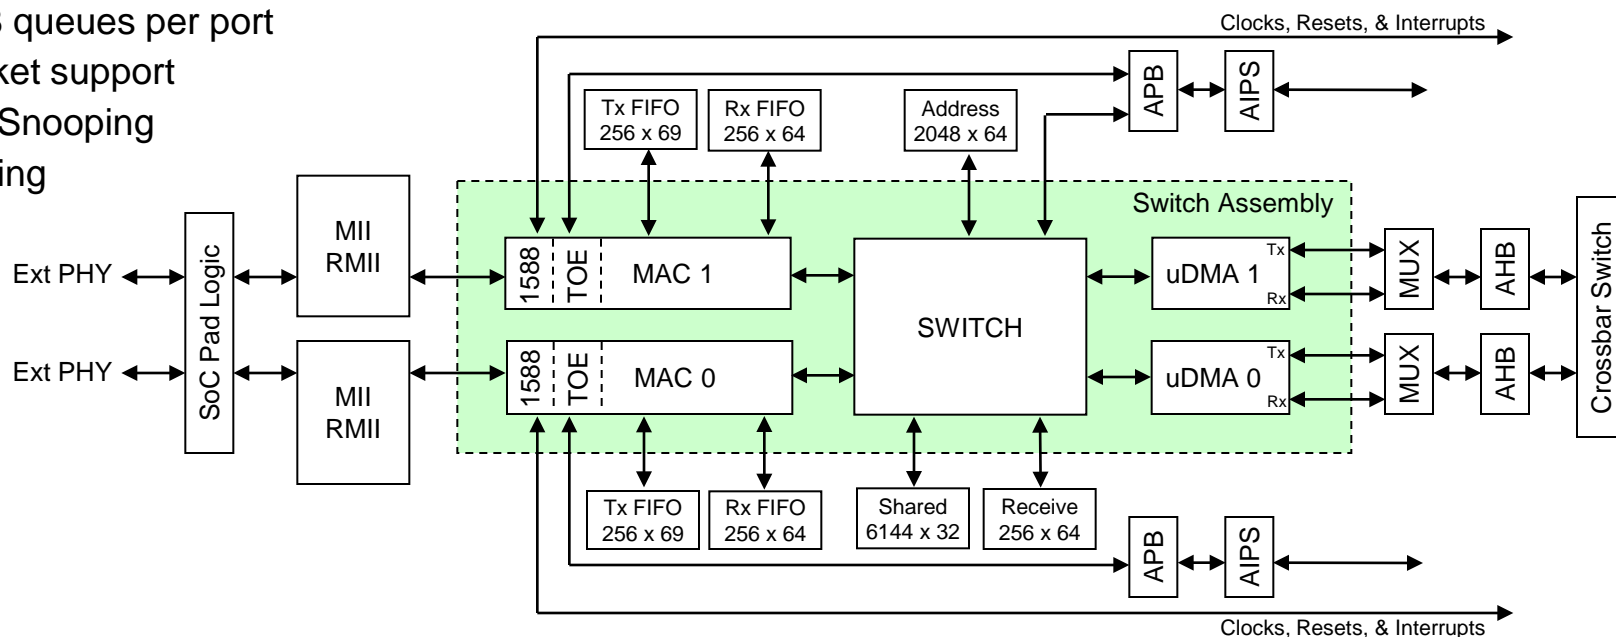 queues per port
support
Snooping
Clocks, Resets, & Interrupts
APB
AIPS
Tx FIFO
256 x 69
Rx FIFO
256 x 64
Address
2048 x 64
Switch Assembly
MII
RMII
Ext PHY
SoC Pad Logic
1588
TOE
MAC 1
SWITCH
uDMA 1
Tx
Rx
MUX
AHB
Crossbar Switch
Ext PHY
MII
RMII
1588
TOE
MAC 0
uDMA 0
Tx
Rx
MUX
AHB
Tx FIFO
256 x 69
Rx FIFO
256 x 64
Shared
6144 x 32
Receive
256 x 64
APB
AIPS
Clocks, Resets, & Interrupts